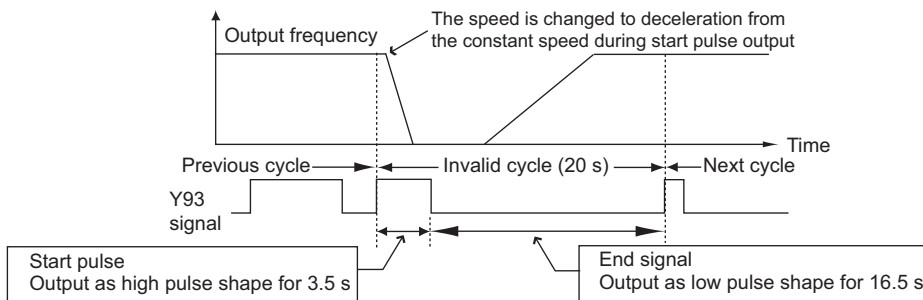 The speed is changed to deceleration from
the constant speed during start pulse output
Output frequency
Time
Previous cycle
Invalid cycle (20 s)
Next cycle
Y93
signal
Start pulse
Output as high pulse shape for 3.5 s
End signal
Output as low pulse shape for 16.5 s